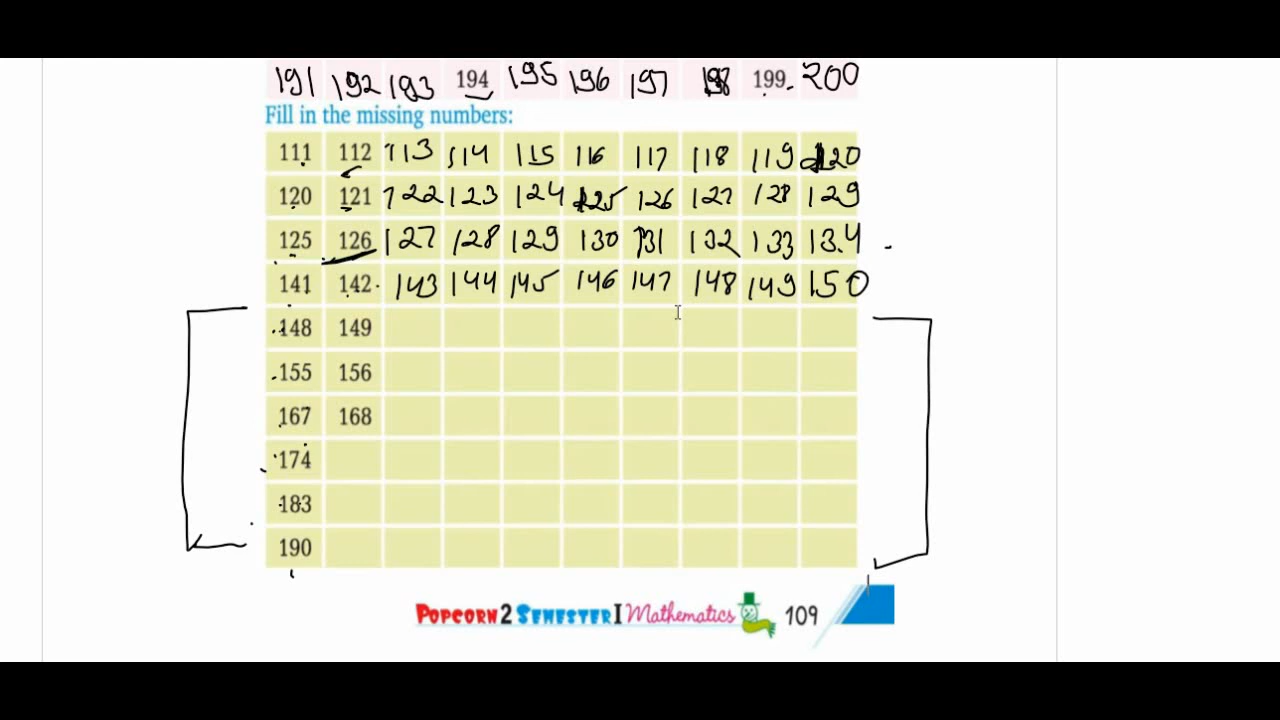 191 192 193 194 195 196 197 198 199 200
Fill in the missing numbers:
111 112 113 114 115 116 117 118 119 120
120 121 122 123 124 125 126 127 128 129
125 126 127 128 129 130 131 132 133 134
141 142 143 144 145 146 147 148 149 150
148 149
155 156
167 168
174
183
190
POPCORN 2 SEMESTER I Mathematics 109